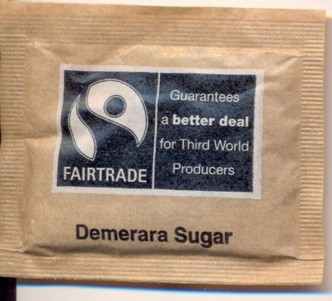 FAIRTRADE
Guarantees
a better deal
for Third World
Producers
Demerara Sugar